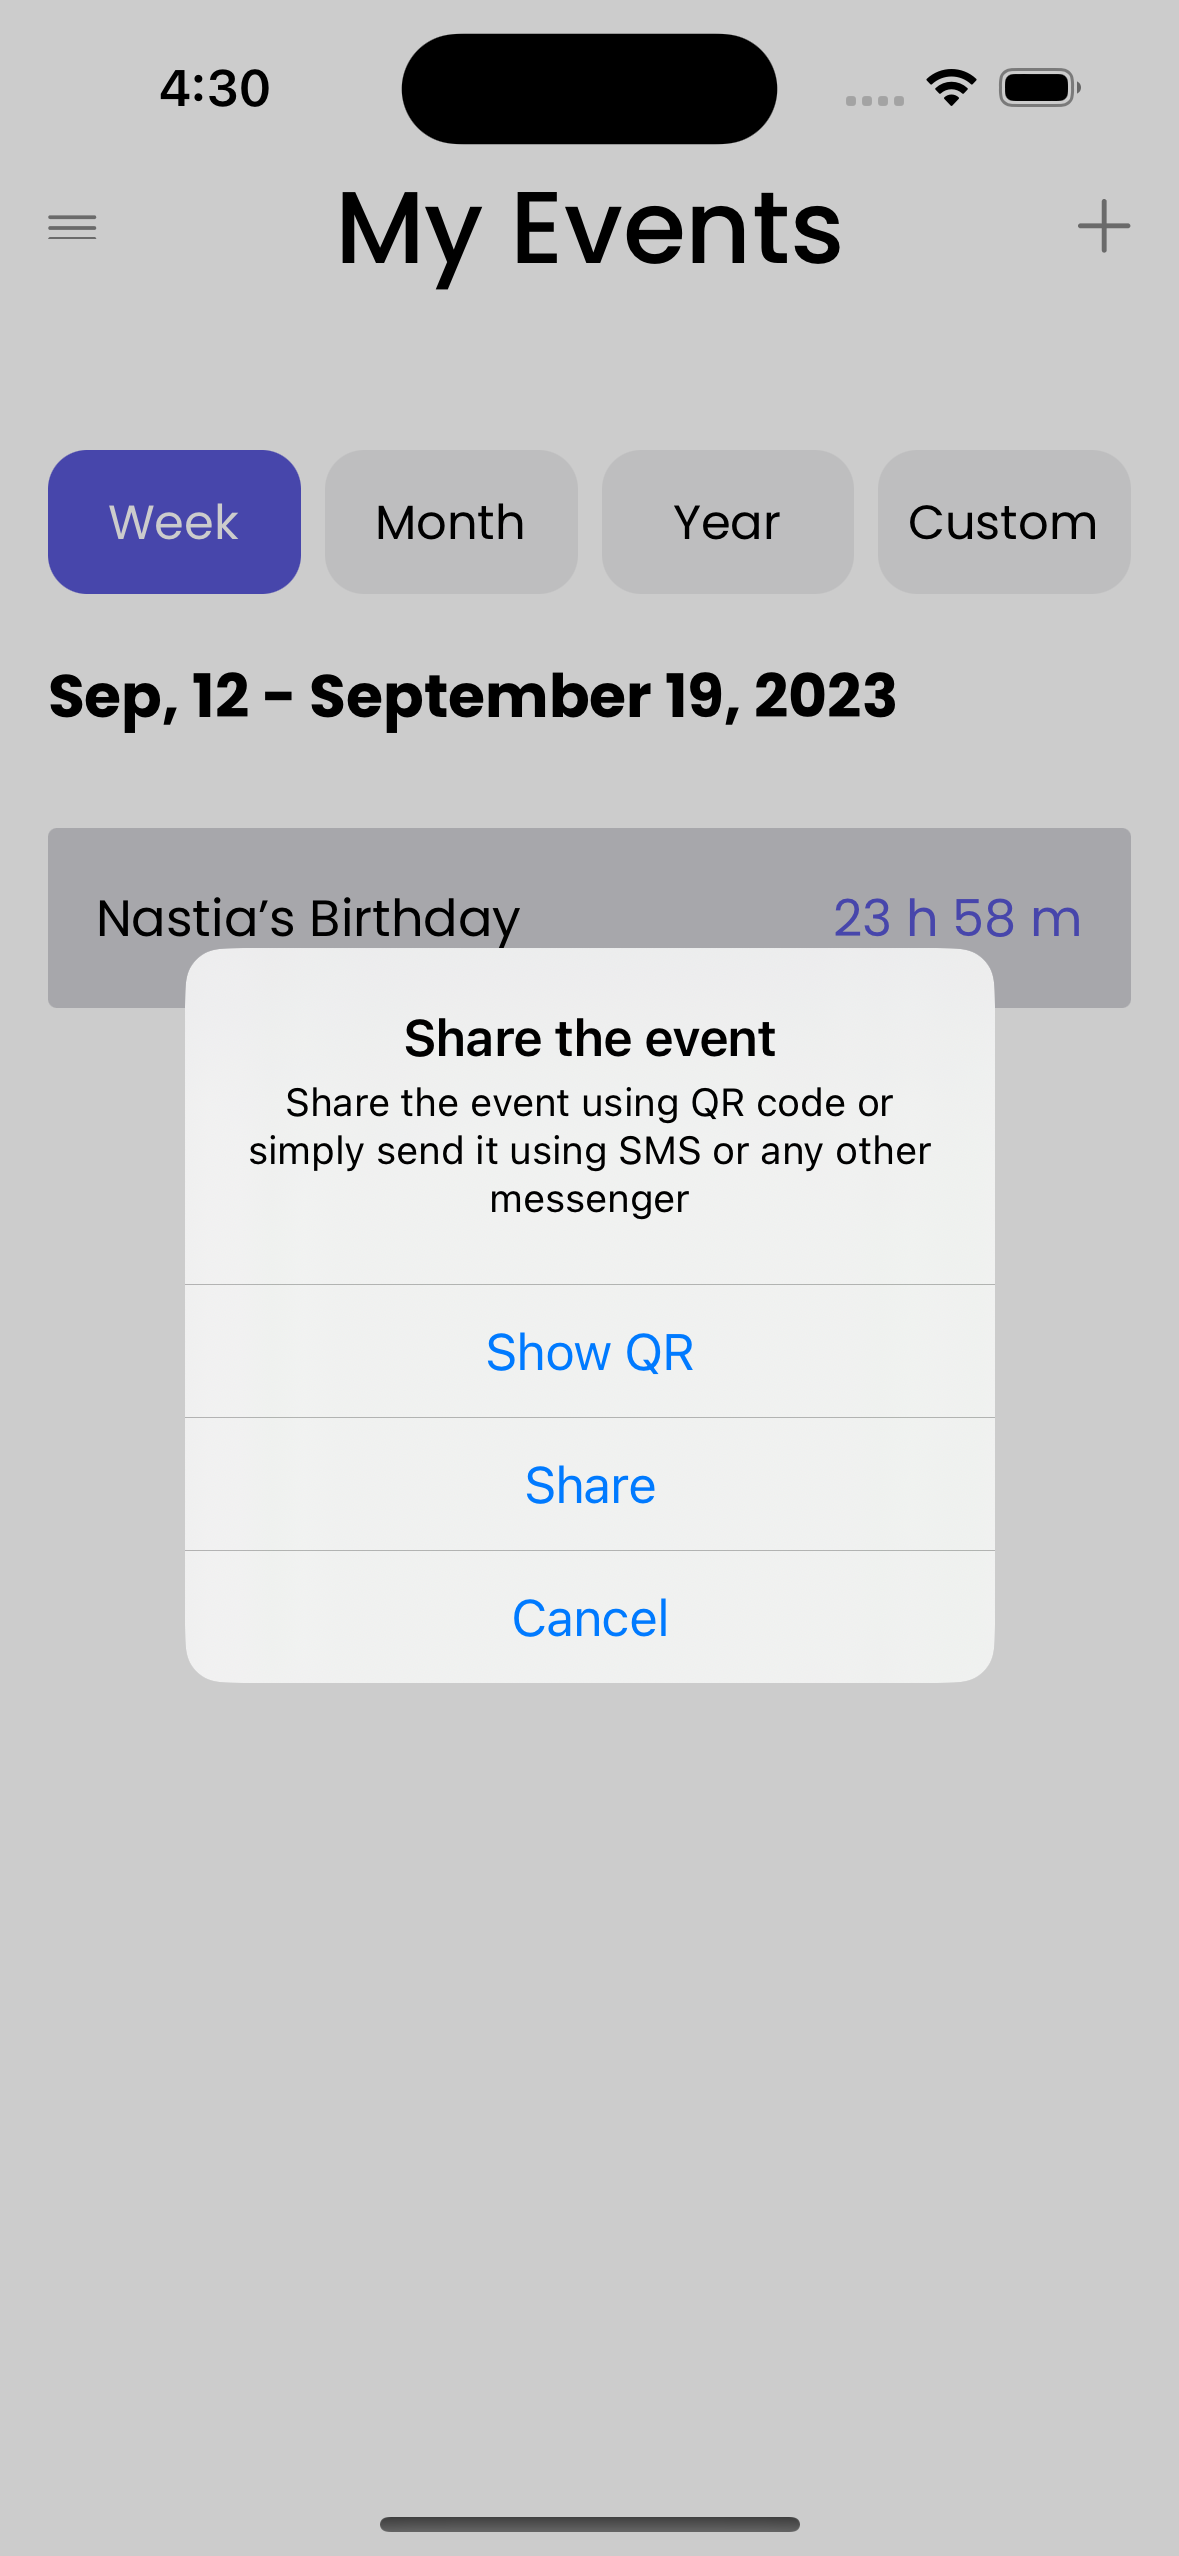 4:30
My Events
Week
Month
Year
Custom
Sep, 12 - September 19, 2023
Nastia’s Birthday
23 h 58 m
Share the event
Share the event using QR code or
simply send it using SMS or any other
messenger
Show QR
Share
Cancel